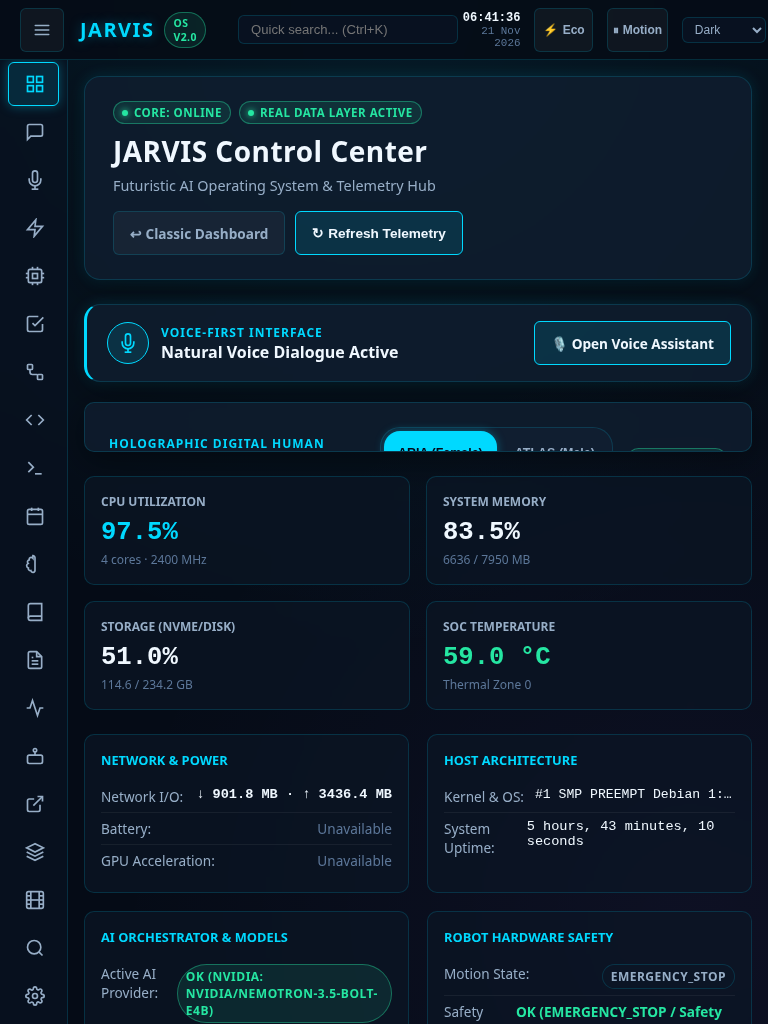 JARVIS
OS V2.0
Quick search... (Ctrl+K)
06:41:36
21 Nov 2026
⚡ Eco
Motion
Dark
CORE: ONLINE
REAL DATA LAYER ACTIVE
JARVIS Control Center
Futuristic AI Operating System & Telemetry Hub
↩ Classic Dashboard
↻ Refresh Telemetry
VOICE-FIRST INTERFACE
Natural Voice Dialogue Active
🎙️ Open Voice Assistant
HOLOGRAPHIC DIGITAL HUMAN
ARIA (Female)
ATLAS (Male)
CPU UTILIZATION
97.5%
4 cores · 2400 MHz
SYSTEM MEMORY
83.5%
6636 / 7950 MB
STORAGE (NVME/DISK)
51.0%
114.6 / 234.2 GB
SOC TEMPERATURE
59.0 °C
Thermal Zone 0
NETWORK & POWER
Network I/O: ↓ 901.8 MB · ↑ 3436.4 MB
Battery: Unavailable
GPU Acceleration: Unavailable
HOST ARCHITECTURE
Kernel & OS: #1 SMP PREEMPT Debian 1:…
System Uptime: 5 hours, 43 minutes, 10
seconds
AI ORCHESTRATOR & MODELS
Active AI Provider:
OK (NVIDIA:
NVIDIA/NEMOTRON-3.5-BOLT-
E4B)
ROBOT HARDWARE SAFETY
Motion State: EMERGENCY_STOP
Safety OK (EMERGENCY_STOP / Safety